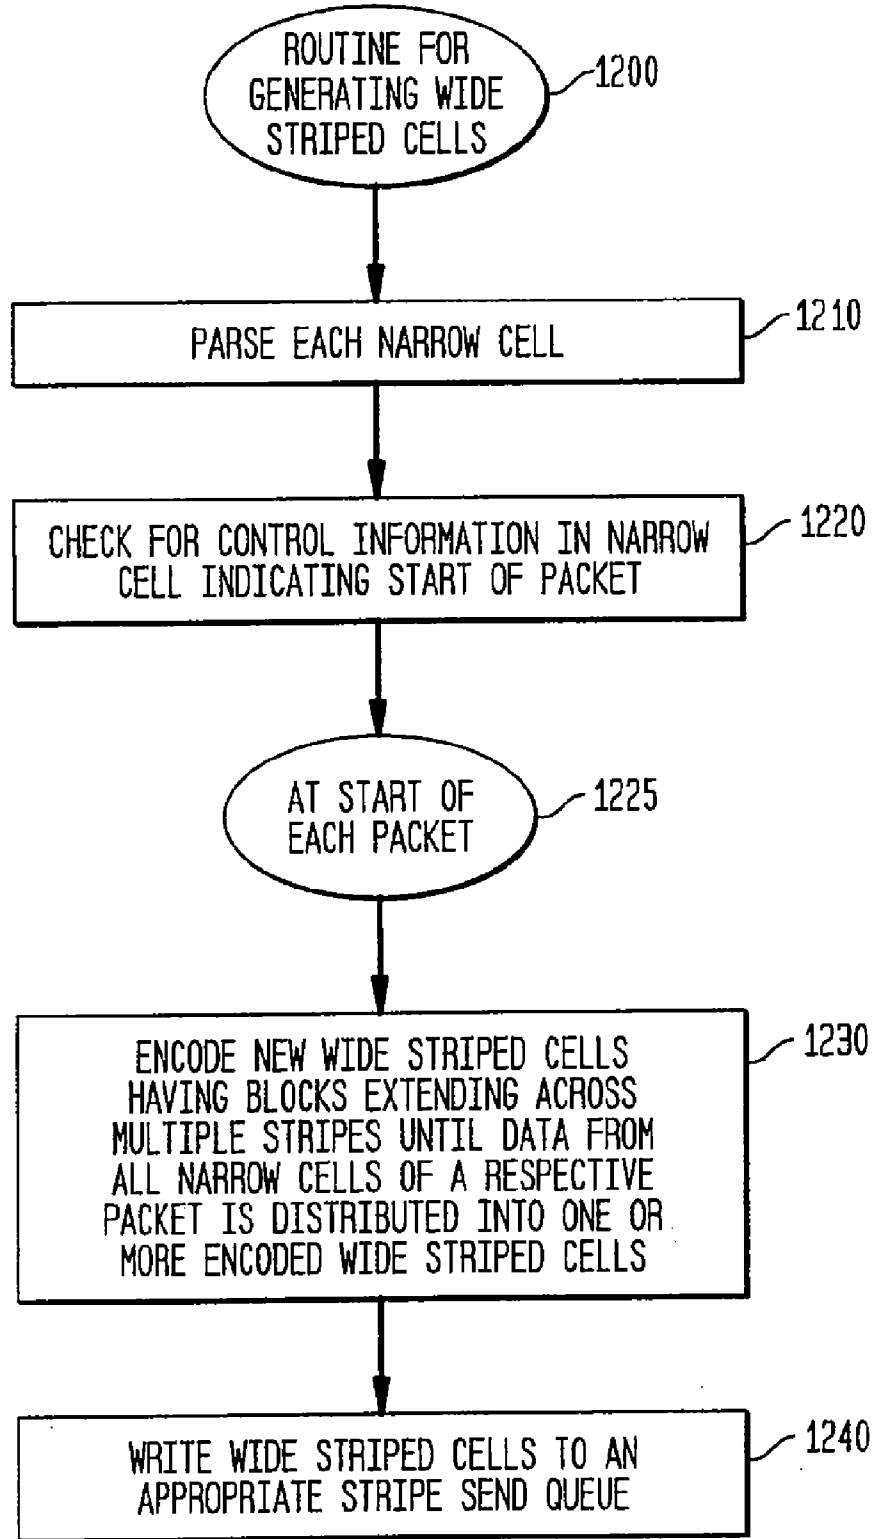 ROUTINE FOR
GENERATING WIDE
STRIPED CELLS
1200
PARSE EACH NARROW CELL
1210
CHECK FOR CONTROL INFORMATION IN NARROW
CELL INDICATING START OF PACKET
1220
AT START OF
EACH PACKET
1225
ENCODE NEW WIDE STRIPED CELLS
HAVING BLOCKS EXTENDING ACROSS
MULTIPLE STRIPES UNTIL DATA FROM
ALL NARROW CELLS OF A RESPECTIVE
PACKET IS DISTRIBUTED INTO ONE OR
MORE ENCODED WIDE STRIPED CELLS
1230
WRITE WIDE STRIPED CELLS TO AN
APPROPRIATE STRIPE SEND QUEUE
1240